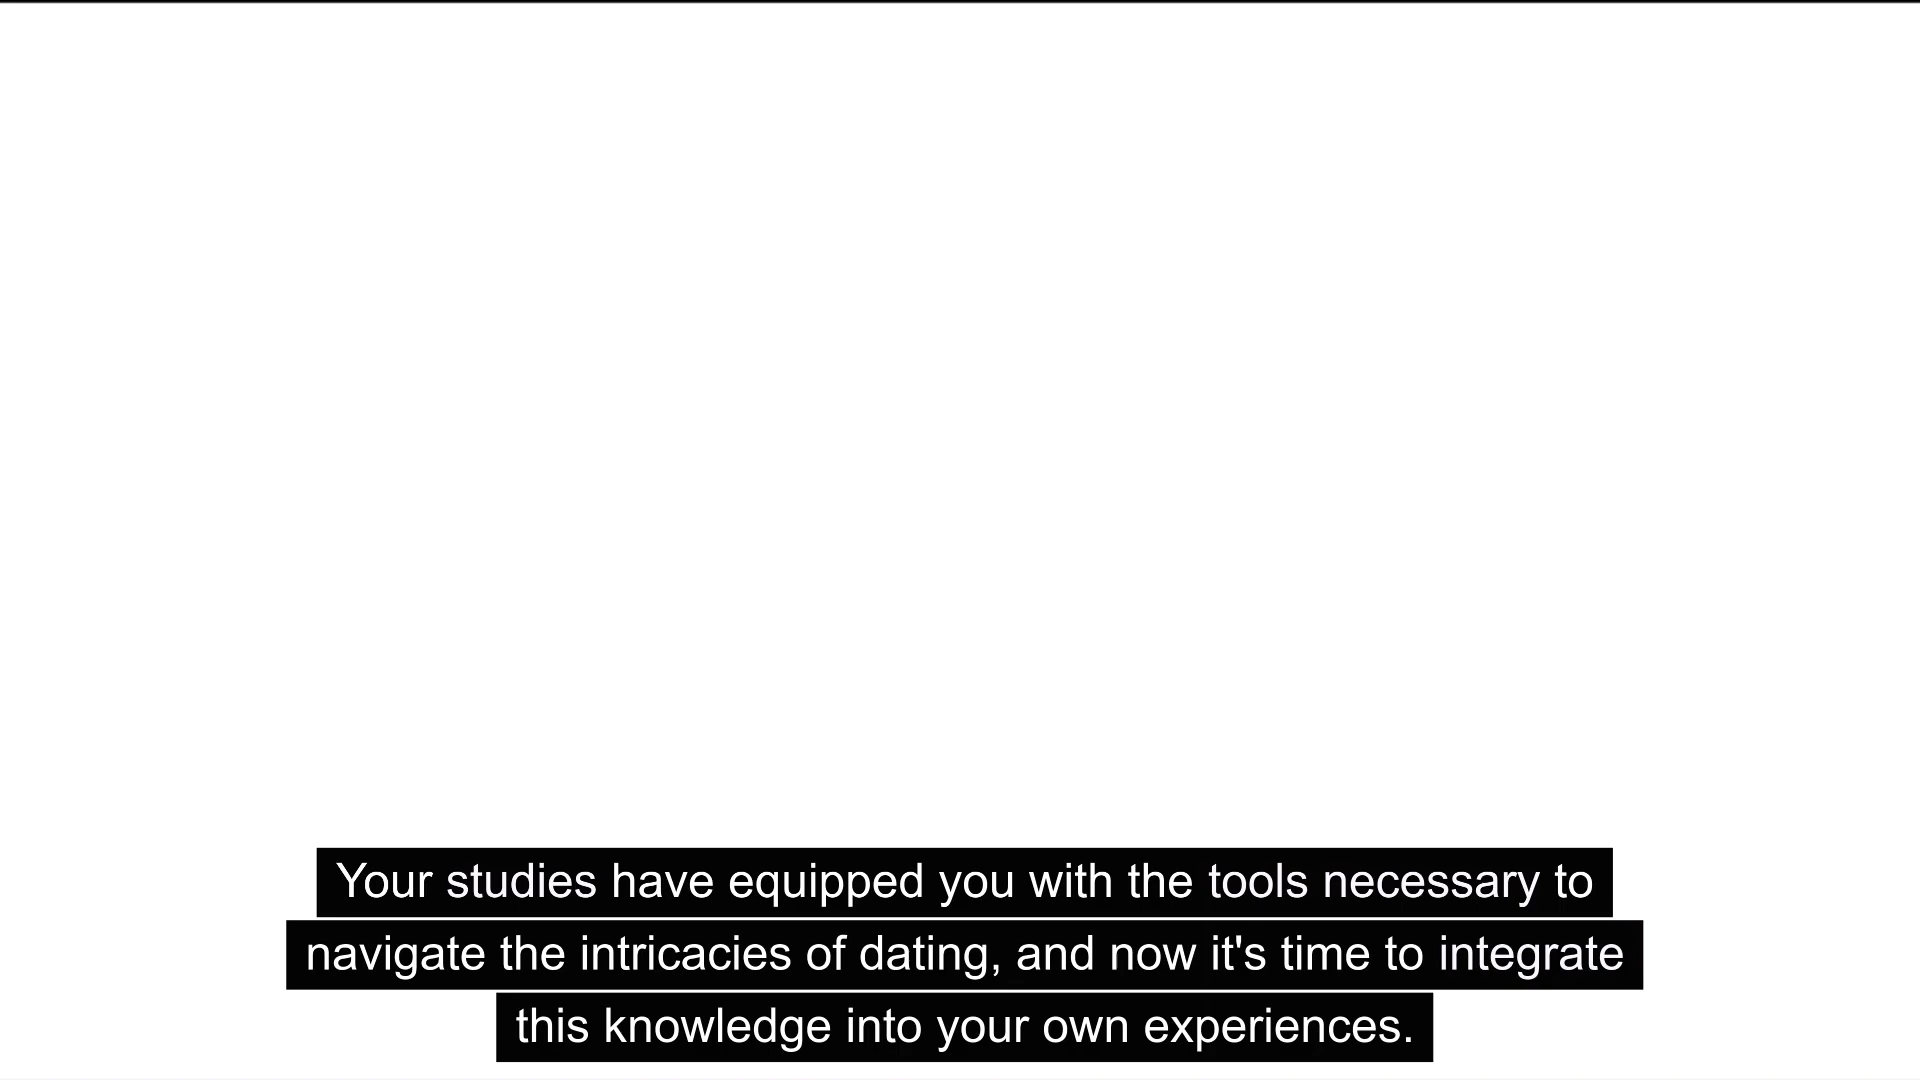 Your studies have equipped you with the tools necessary to
navigate the intricacies of dating, and now it's time to integrate
this knowledge into your own experiences.